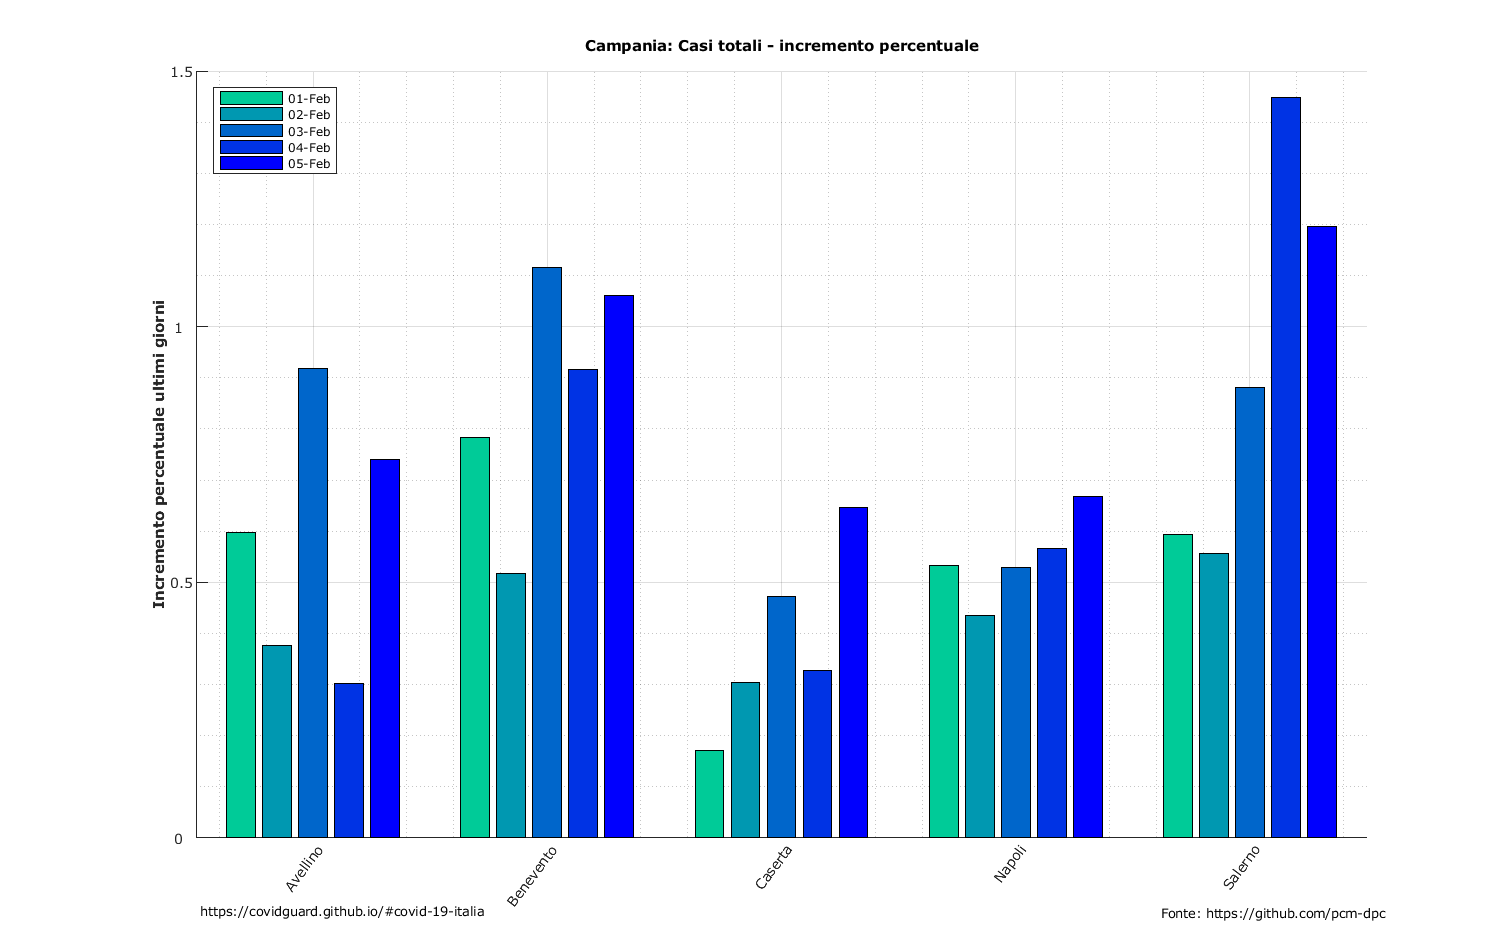 Campania: Casi totali - incremento percentuale
1.5
1
0.5
0
Incremento percentuale ultimi giorni
01-Feb
02-Feb
03-Feb
04-Feb
05-Feb
Avellino
Benevento
Caserta
Napoli
Salerno
https://covidguard.github.io/#covid-19-italia
Fonte: https://github.com/pcm-dpc